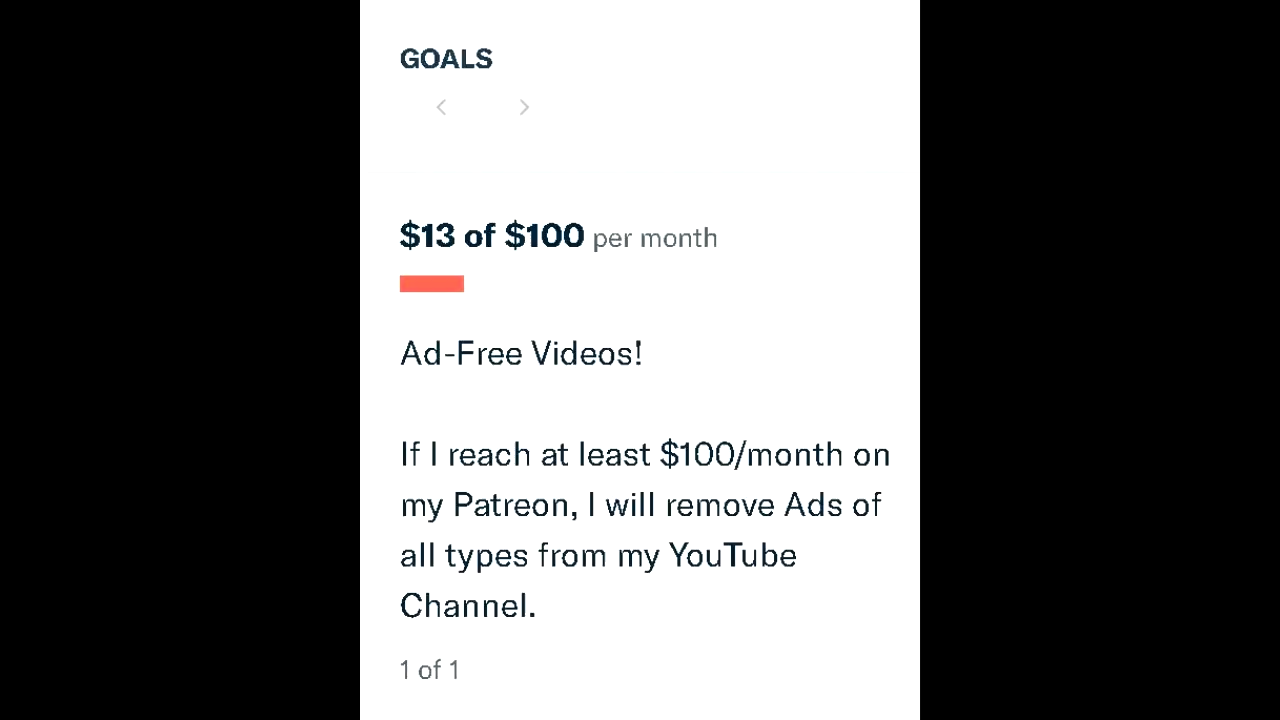 GOALS
$13 of $100 per month
Ad-Free Videos!
If I reach at least $100/month on
my Patreon, I will remove Ads of
all types from my YouTube
Channel.
1 of 1